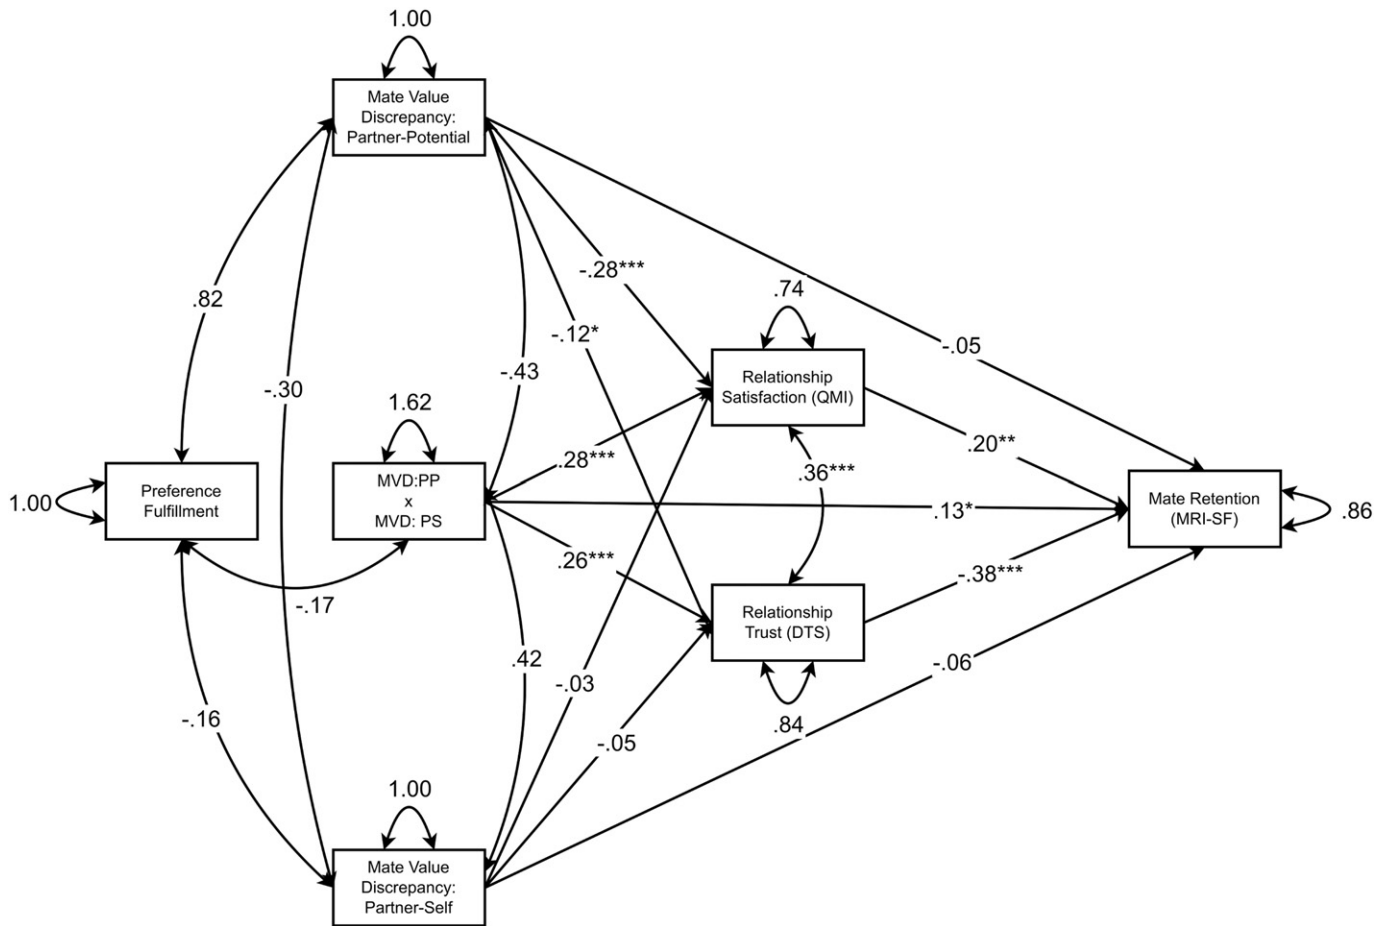 1.00
Mate Value
Discrepancy:
Partner-Potential
-.28***
.82
.74
-.12*
-.05
-.43
Relationship
Satisfaction (QMI)
-.30
1.62
.20**
.28***
.36***
1.00
Preference
Fulfillment
MVD:PP
x
MVD: PS
.13*
Mate Retention
(MRI-SF)
.86
.26***
-.38***
-.17
Relationship
Trust (DTS)
.42
-.06
-.03
-.16
.84
-.05
1.00
Mate Value
Discrepancy:
Partner-Self